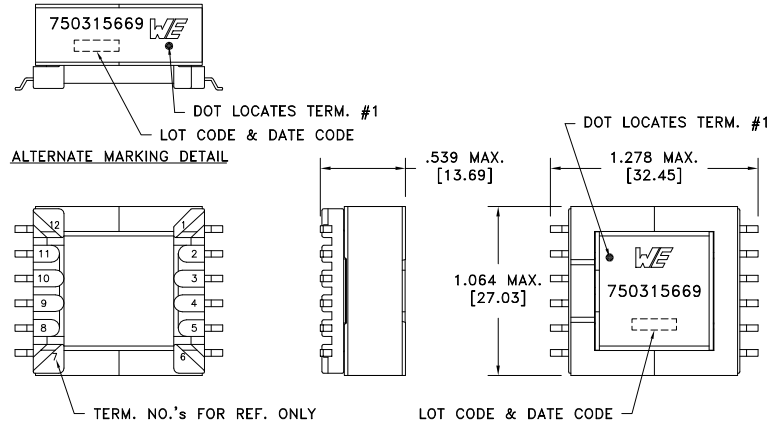 750315669 WE
DOT LOCATES TERM. #1
LOT CODE & DATE CODE
ALTERNATE MARKING DETAIL
DOT LOCATES TERM. #1
.539 MAX.
[13.69]
1.278 MAX.
[32.45]
12 1
11 2
10 3
9 4
8 5
7 6
1.064 MAX.
[27.03]
WE
750315669
TERM. NO.'s FOR REF. ONLY
LOT CODE & DATE CODE